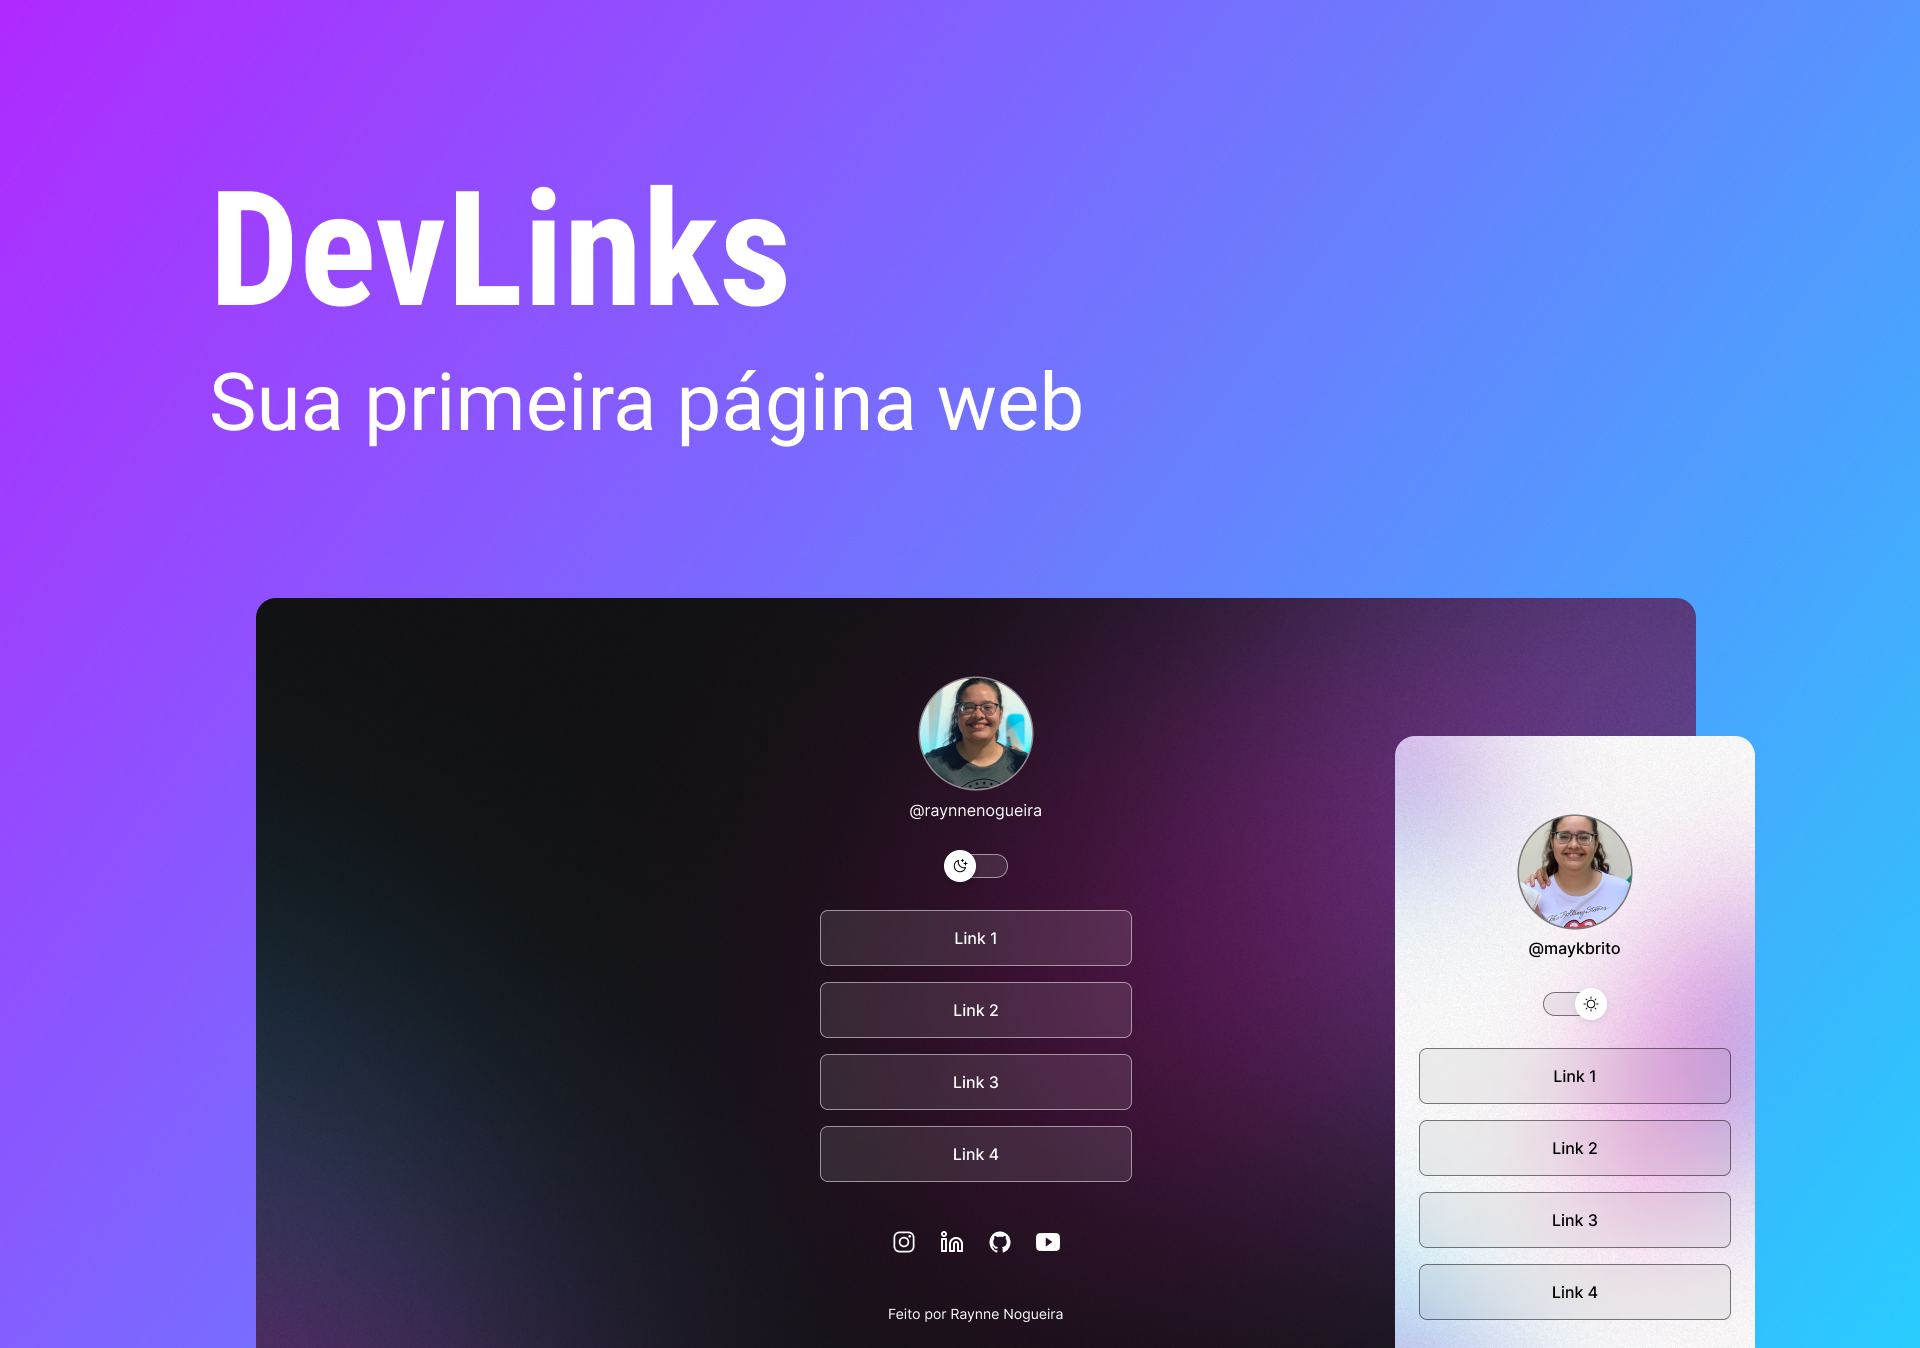 DevLinks
Sua primeira página web
@raynnenogueira
Link 1
Link 2
Link 3
Link 4
Feito por Raynne Nogueira
@maykbrito
Link 1
Link 2
Link 3
Link 4